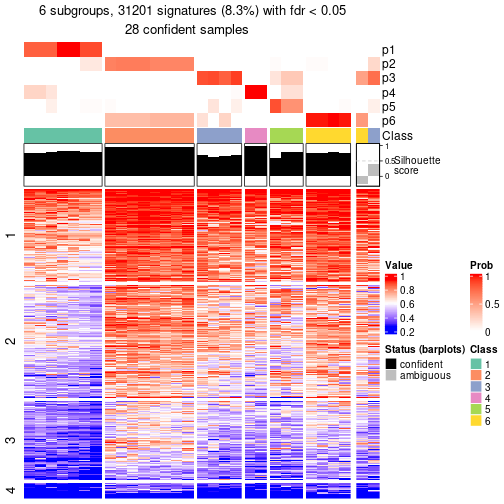 6 subgroups, 31201 signatures (8.3%) with fdr < 0.05
28 confident samples
p1
p2
p3
p4
p5
p6
Class
1
0.5
0
Silhouette
score
1
2
3
4
Value
1
0.8
0.6
0.4
0.2
Prob
1
0.5
0
Status (barplots)
confident
ambiguous
Class
1
2
3
4
5
6